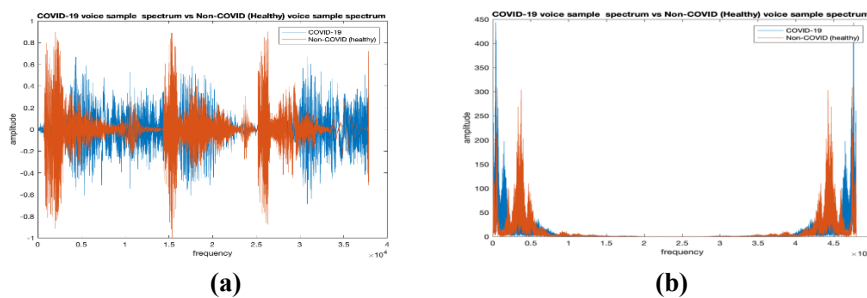 COVID-19 voice sample spectrum vs Non-COVID (Healthy) voice sample spectrum
COVID-19
Non-COVID (healthy)
amplitude
1
0.8
0.6
0.4
0.2
0
-0.2
-0.4
-0.6
-0.8
-1
0 0.5 1 1.5 2 2.5 3 3.5 4
frequency
×10⁴
(a)
COVID-19 voice sample spectrum vs Non-COVID (Healthy) voice sample spectrum
COVID-19
Non-COVID (healthy)
amplitude
450
400
350
300
250
200
150
100
50
0
0 0.5 1 1.5 2 2.5 3 3.5 4 4.5
frequency
×10⁴
(b)